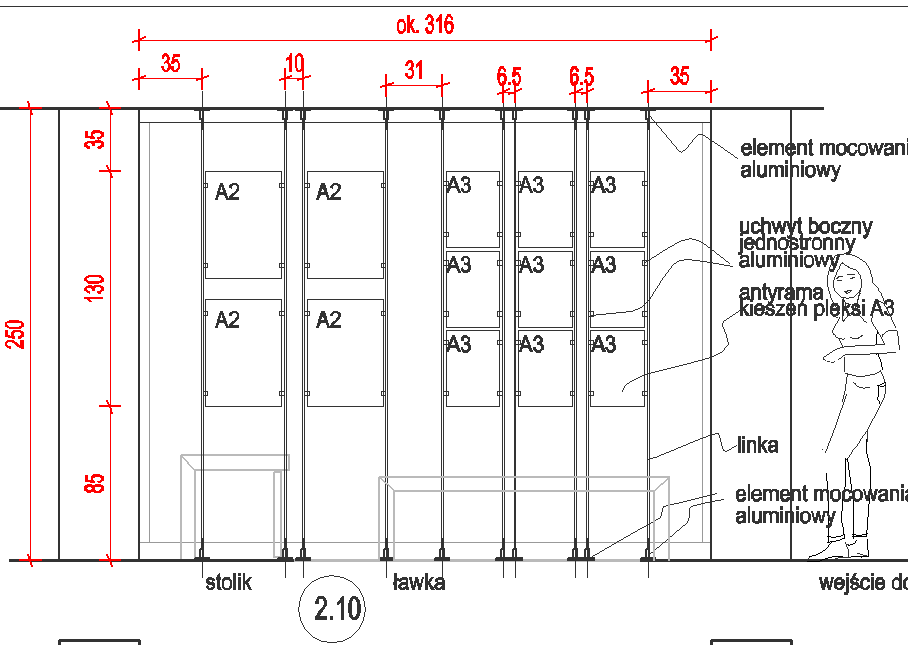 ok. 316
35
10
31
6.5
6.5
35
35
130
85
250
element mocowani
aluminiowy
A2
A2
A3
A3
A3
uchwyt boczny
jednostronny
aluminiowy
A3
A3
A3
antyrama
kieszeń pleksi A3
A2
A2
A3
A3
A3
linka
element mocowania
aluminiowy
stolik
ławka
wejście do
2.10